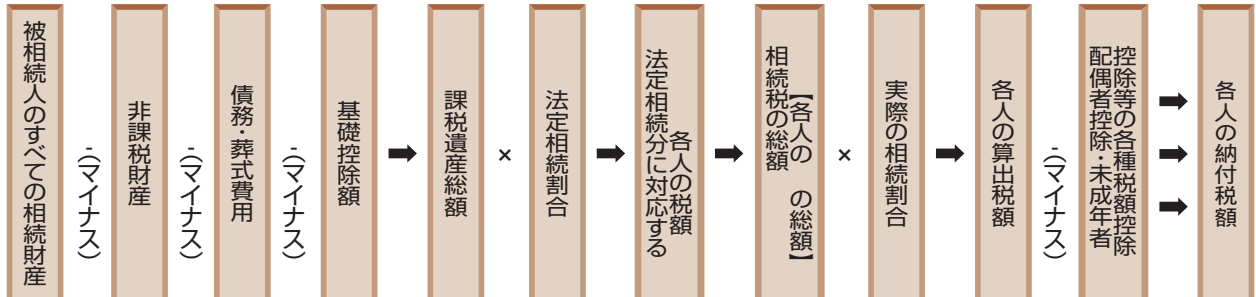 被相続人のすべての相続財産
-(マイナス)
非課税財産
-(マイナス)
債務・葬式費用
-(マイナス)
基礎控除額
➡
課税遺産総額
×
法定相続割合
➡
法定相続分に対応する
各人の税額
➡
相続税の総額
【各人の の総額】
×
実際の相続割合
➡
各人の算出税額
-(マイナス)
配偶者控除・未成年者
控除等の各種税額控除
➡
➡
➡
各人の納付税額